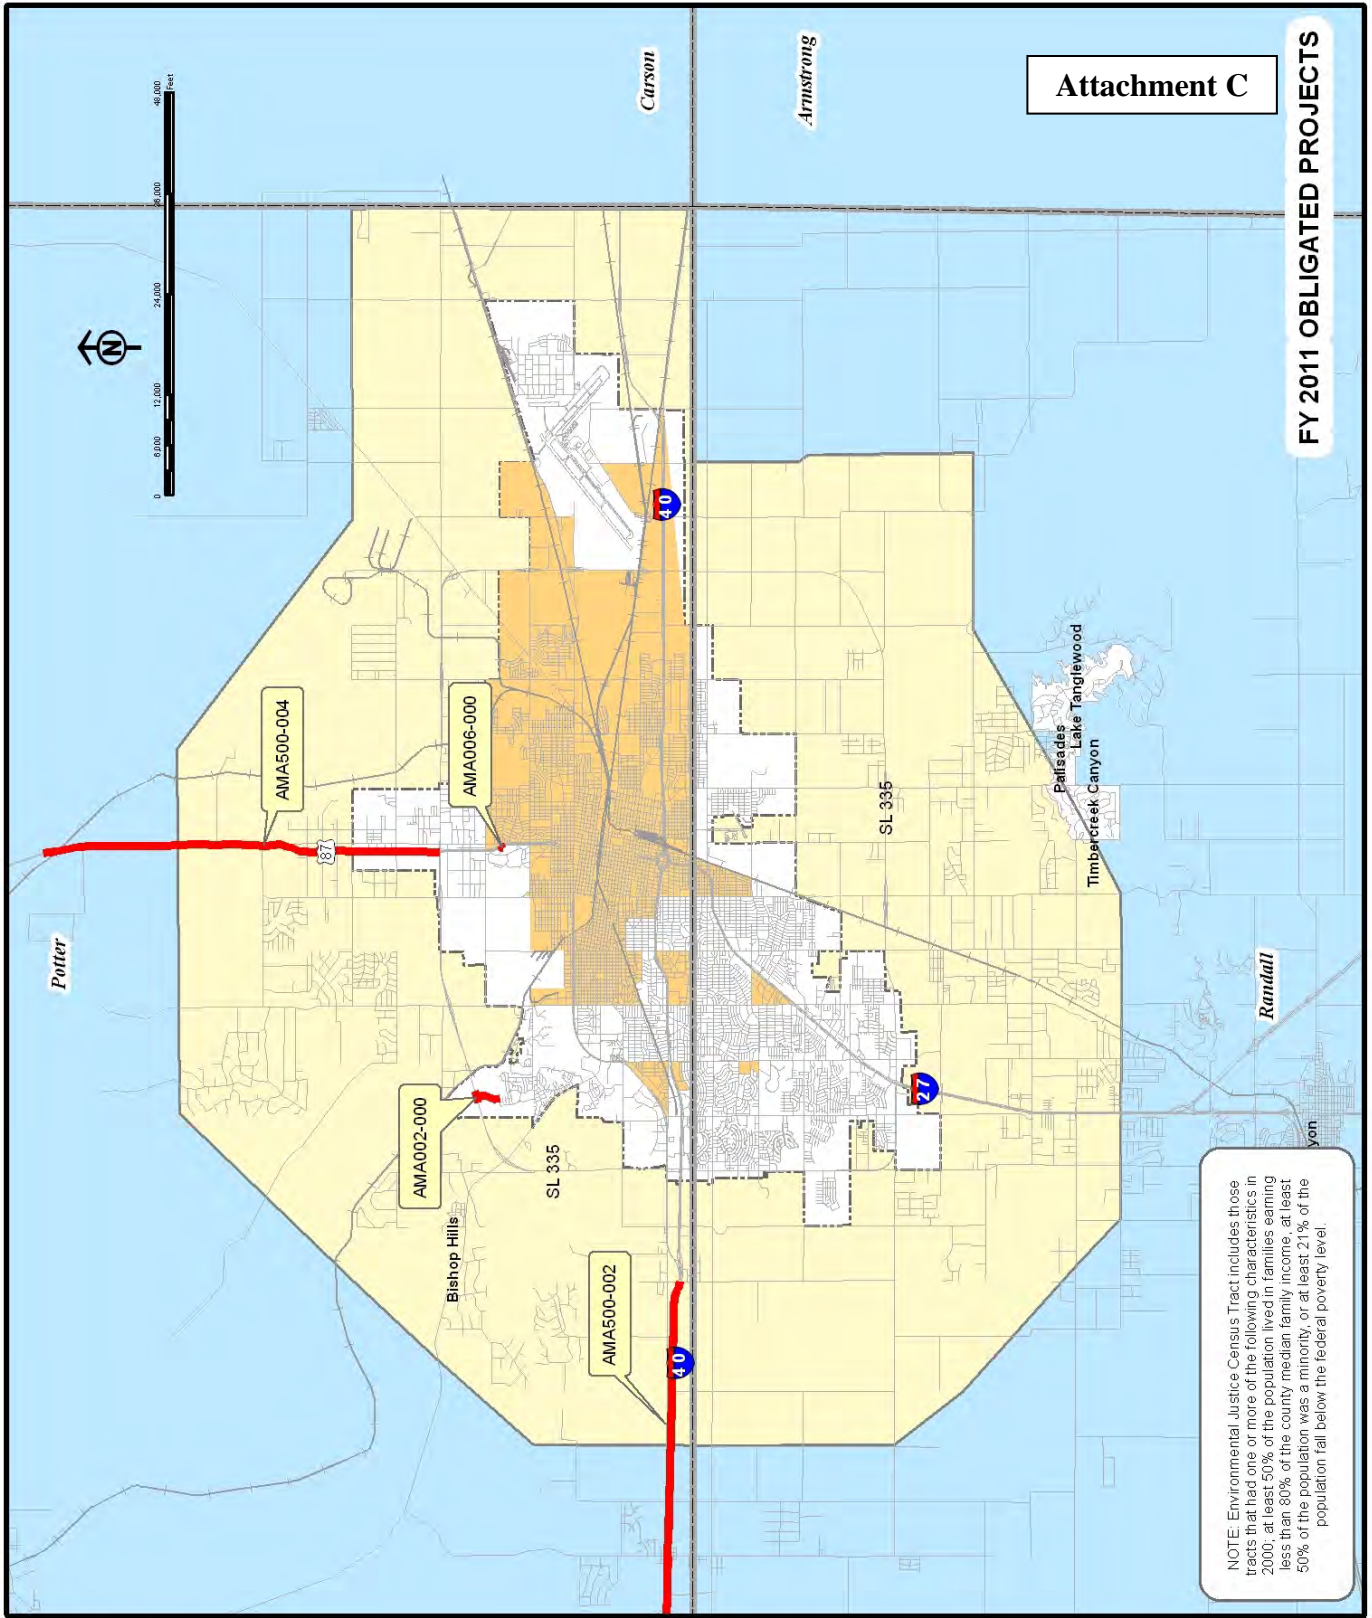 Attachment C
FY 2011 OBLIGATED PROJECTS
Potter
Carson
Armstrong
Randall
N
0
6,000
12,000
24,000
36,000
48,000
Feet
AMA500-004
87
AMA006-000
AMA002-000
AMA500-002
40
40
27
SL 335
SL 335
Bishop Hills
Palisades
Lake Tanglewood
Timbercreek Canyon
yon
NOTE: Environmental Justice Census Tract includes those
tracts that had one or more of the following characteristics in
2000; at least 50% of the population lived in families earning
less than 80% of the county median family income, at least
50% of the population was a minority, or at least 21% of the
population fall below the federal poverty level.